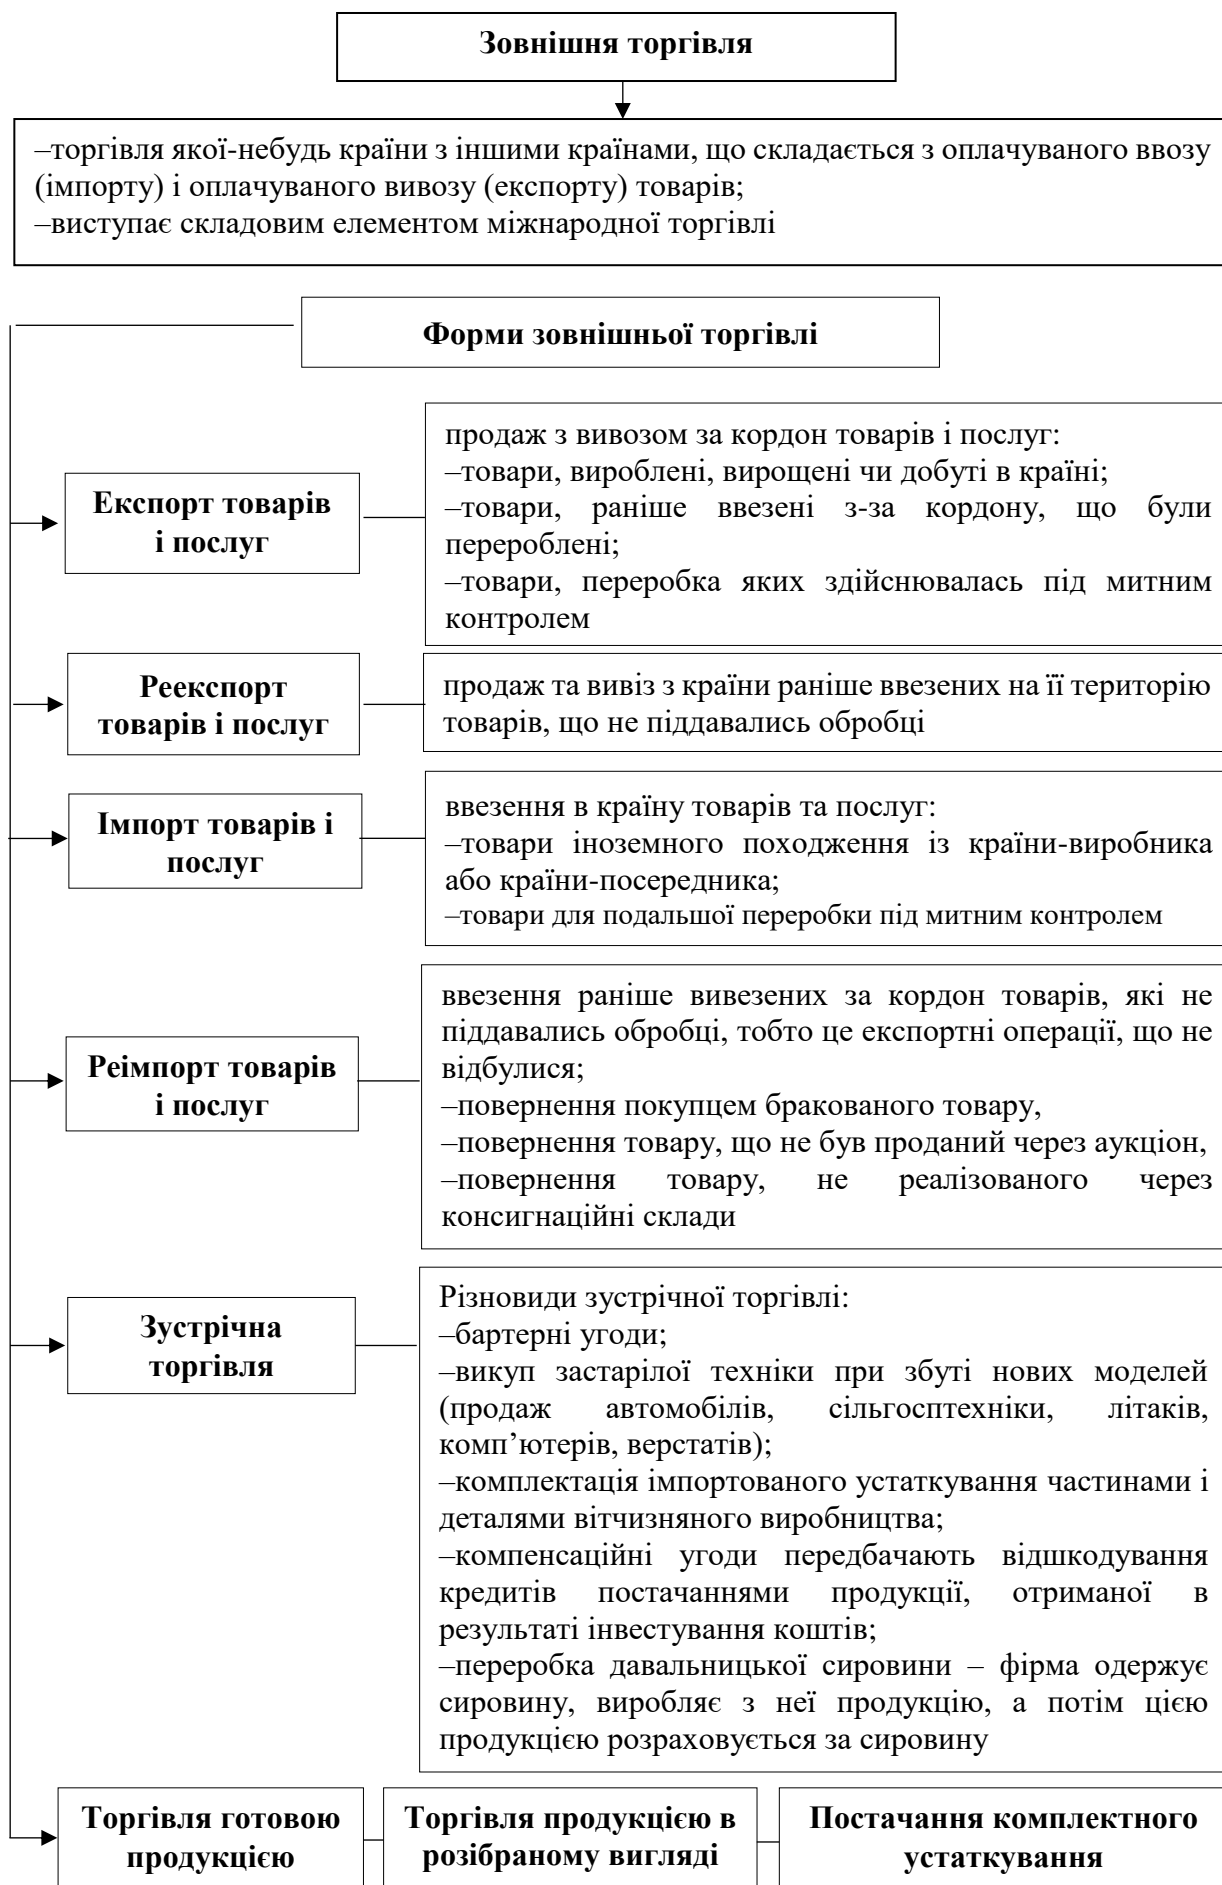 Зовнішня торгівля
–торгівля якої-небудь країни з іншими країнами, що складається з оплачуваного ввозу
(імпорту) і оплачуваного вивозу (експорту) товарів;
–виступає складовим елементом міжнародної торгівлі
Форми зовнішньої торгівлі
Експорт товарів
і послуг
продаж з вивозом за кордон товарів і послуг:
–товари, вироблені, вирощені чи добуті в країні;
–товари, раніше ввезені з-за кордону, що були
перероблені;
–товари, переробка яких здійснювалась під митним
контролем
Реекспорт
товарів і послуг
продаж та вивіз з країни раніше ввезених на її територію
товарів, що не піддавались обробці
Імпорт товарів і
послуг
ввезення в країну товарів та послуг:
–товари іноземного походження із країни-виробника
або країни-посередника;
–товари для подальшої переробки під митним контролем
Реімпорт товарів
і послуг
ввезення раніше вивезених за кордон товарів, які не
піддавались обробці, тобто це експортні операції, що не
відбулися;
–повернення покупцем бракованого товару,
–повернення товару, що не був проданий через аукціон,
–повернення товару, не реалізованого через
консигнаційні склади
Зустрічна
торгівля
Різновиди зустрічної торгівлі:
–бартерні угоди;
–викуп застарілої техніки при збуті нових моделей
(продаж автомобілів, сільгосптехніки, літаків,
комп’ютерів, верстатів);
–комплектація імпортованого устаткування частинами і
деталями вітчизняного виробництва;
–компенсаційні угоди передбачають відшкодування
кредитів постачаннями продукції, отриманої в
результаті інвестування коштів;
–переробка давальницької сировини – фірма одержує
сировину, виробляє з неї продукцію, а потім цією
продукцією розраховується за сировину
Торгівля готовою
продукцією
Торгівля продукцією в
розібраному вигляді
Постачання комплектного
устаткування